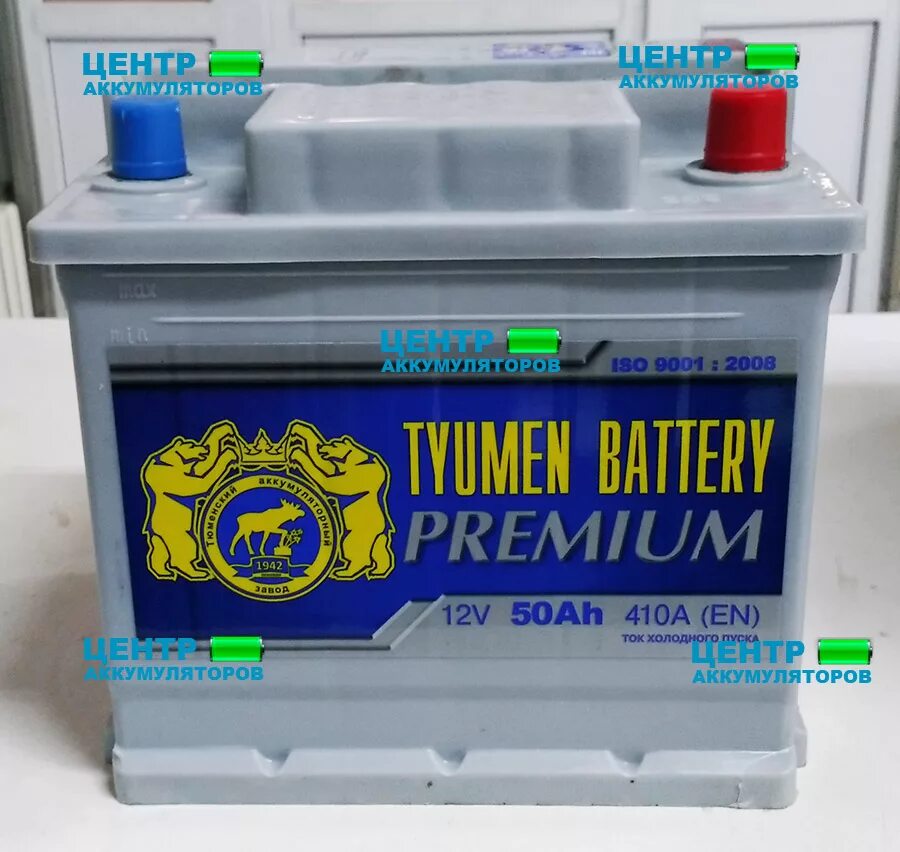 ЦЕНТР
АККУМУЛЯТОРОВ
ЦЕНТР
АККУМУЛЯТОРОВ
max
min
ЦЕНТР
АККУМУЛЯТОРОВ
ISO 9001 : 2008
TYUMEN BATTERY
PREMIUM
Тюменский аккумуляторный
1942
завод
12V 50Ah 410A (EN)
ТОК ХОЛОДНОГО ПУСКА
ЦЕНТР
АККУМУЛЯТОРОВ
ЦЕНТР
АККУМУЛЯТОРОВ